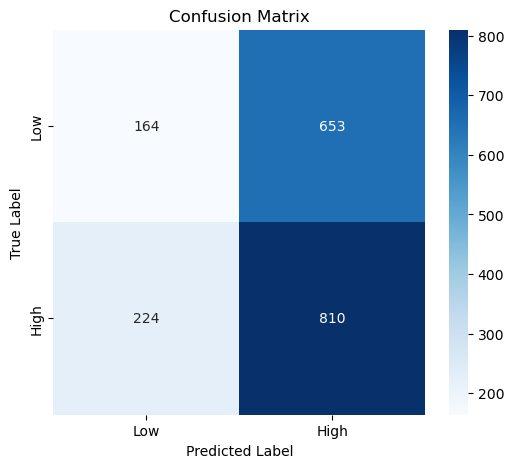 Confusion Matrix
True Label
Low
High
164 653
224 810
Low High
Predicted Label
800
700
600
500
400
300
200